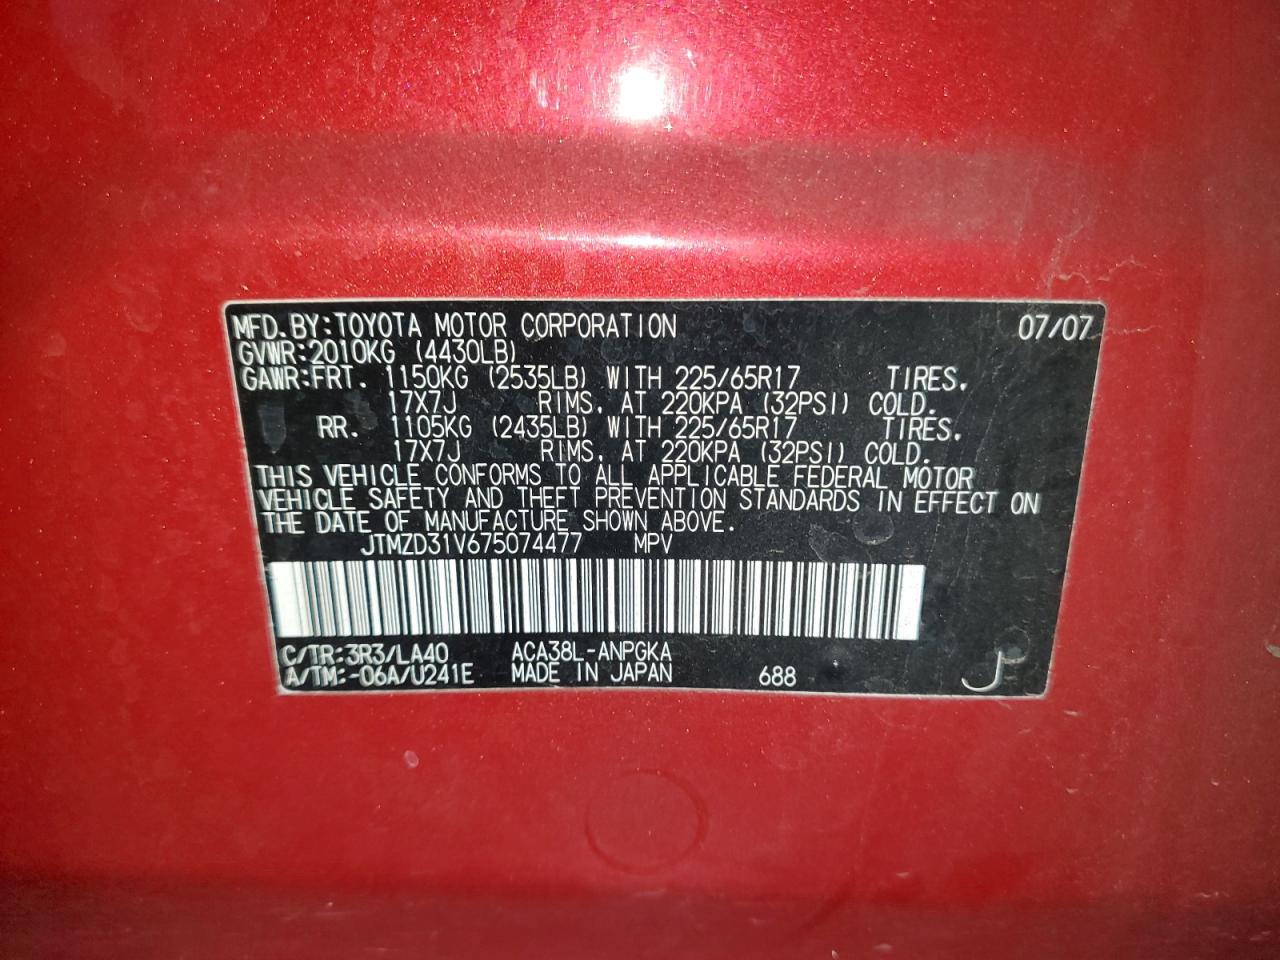 MFD.BY:TOYOTA MOTOR CORPORATION 07/07
GVWR:2010KG (4430LB)
GAWR:FRT. 1150KG (2535LB) WITH 225/65R17 TIRES.
17X7J RIMS, AT 220KPA (32PSI) COLD.
RR. 1105KG (2435LB) WITH 225/65R17 TIRES.
17X7J RIMS, AT 220KPA (32PSI) COLD.
THIS VEHICLE CONFORMS TO ALL APPLICABLE FEDERAL MOTOR
VEHICLE SAFETY AND THEFT PREVENTION STANDARDS IN EFFECT ON
THE DATE OF MANUFACTURE SHOWN ABOVE.
JTMZD31V675074477 MPV
C/TR:3R3/LA40 ACA38L-ANPGKA
A/TM:-06A/U241E MADE IN JAPAN 688 J